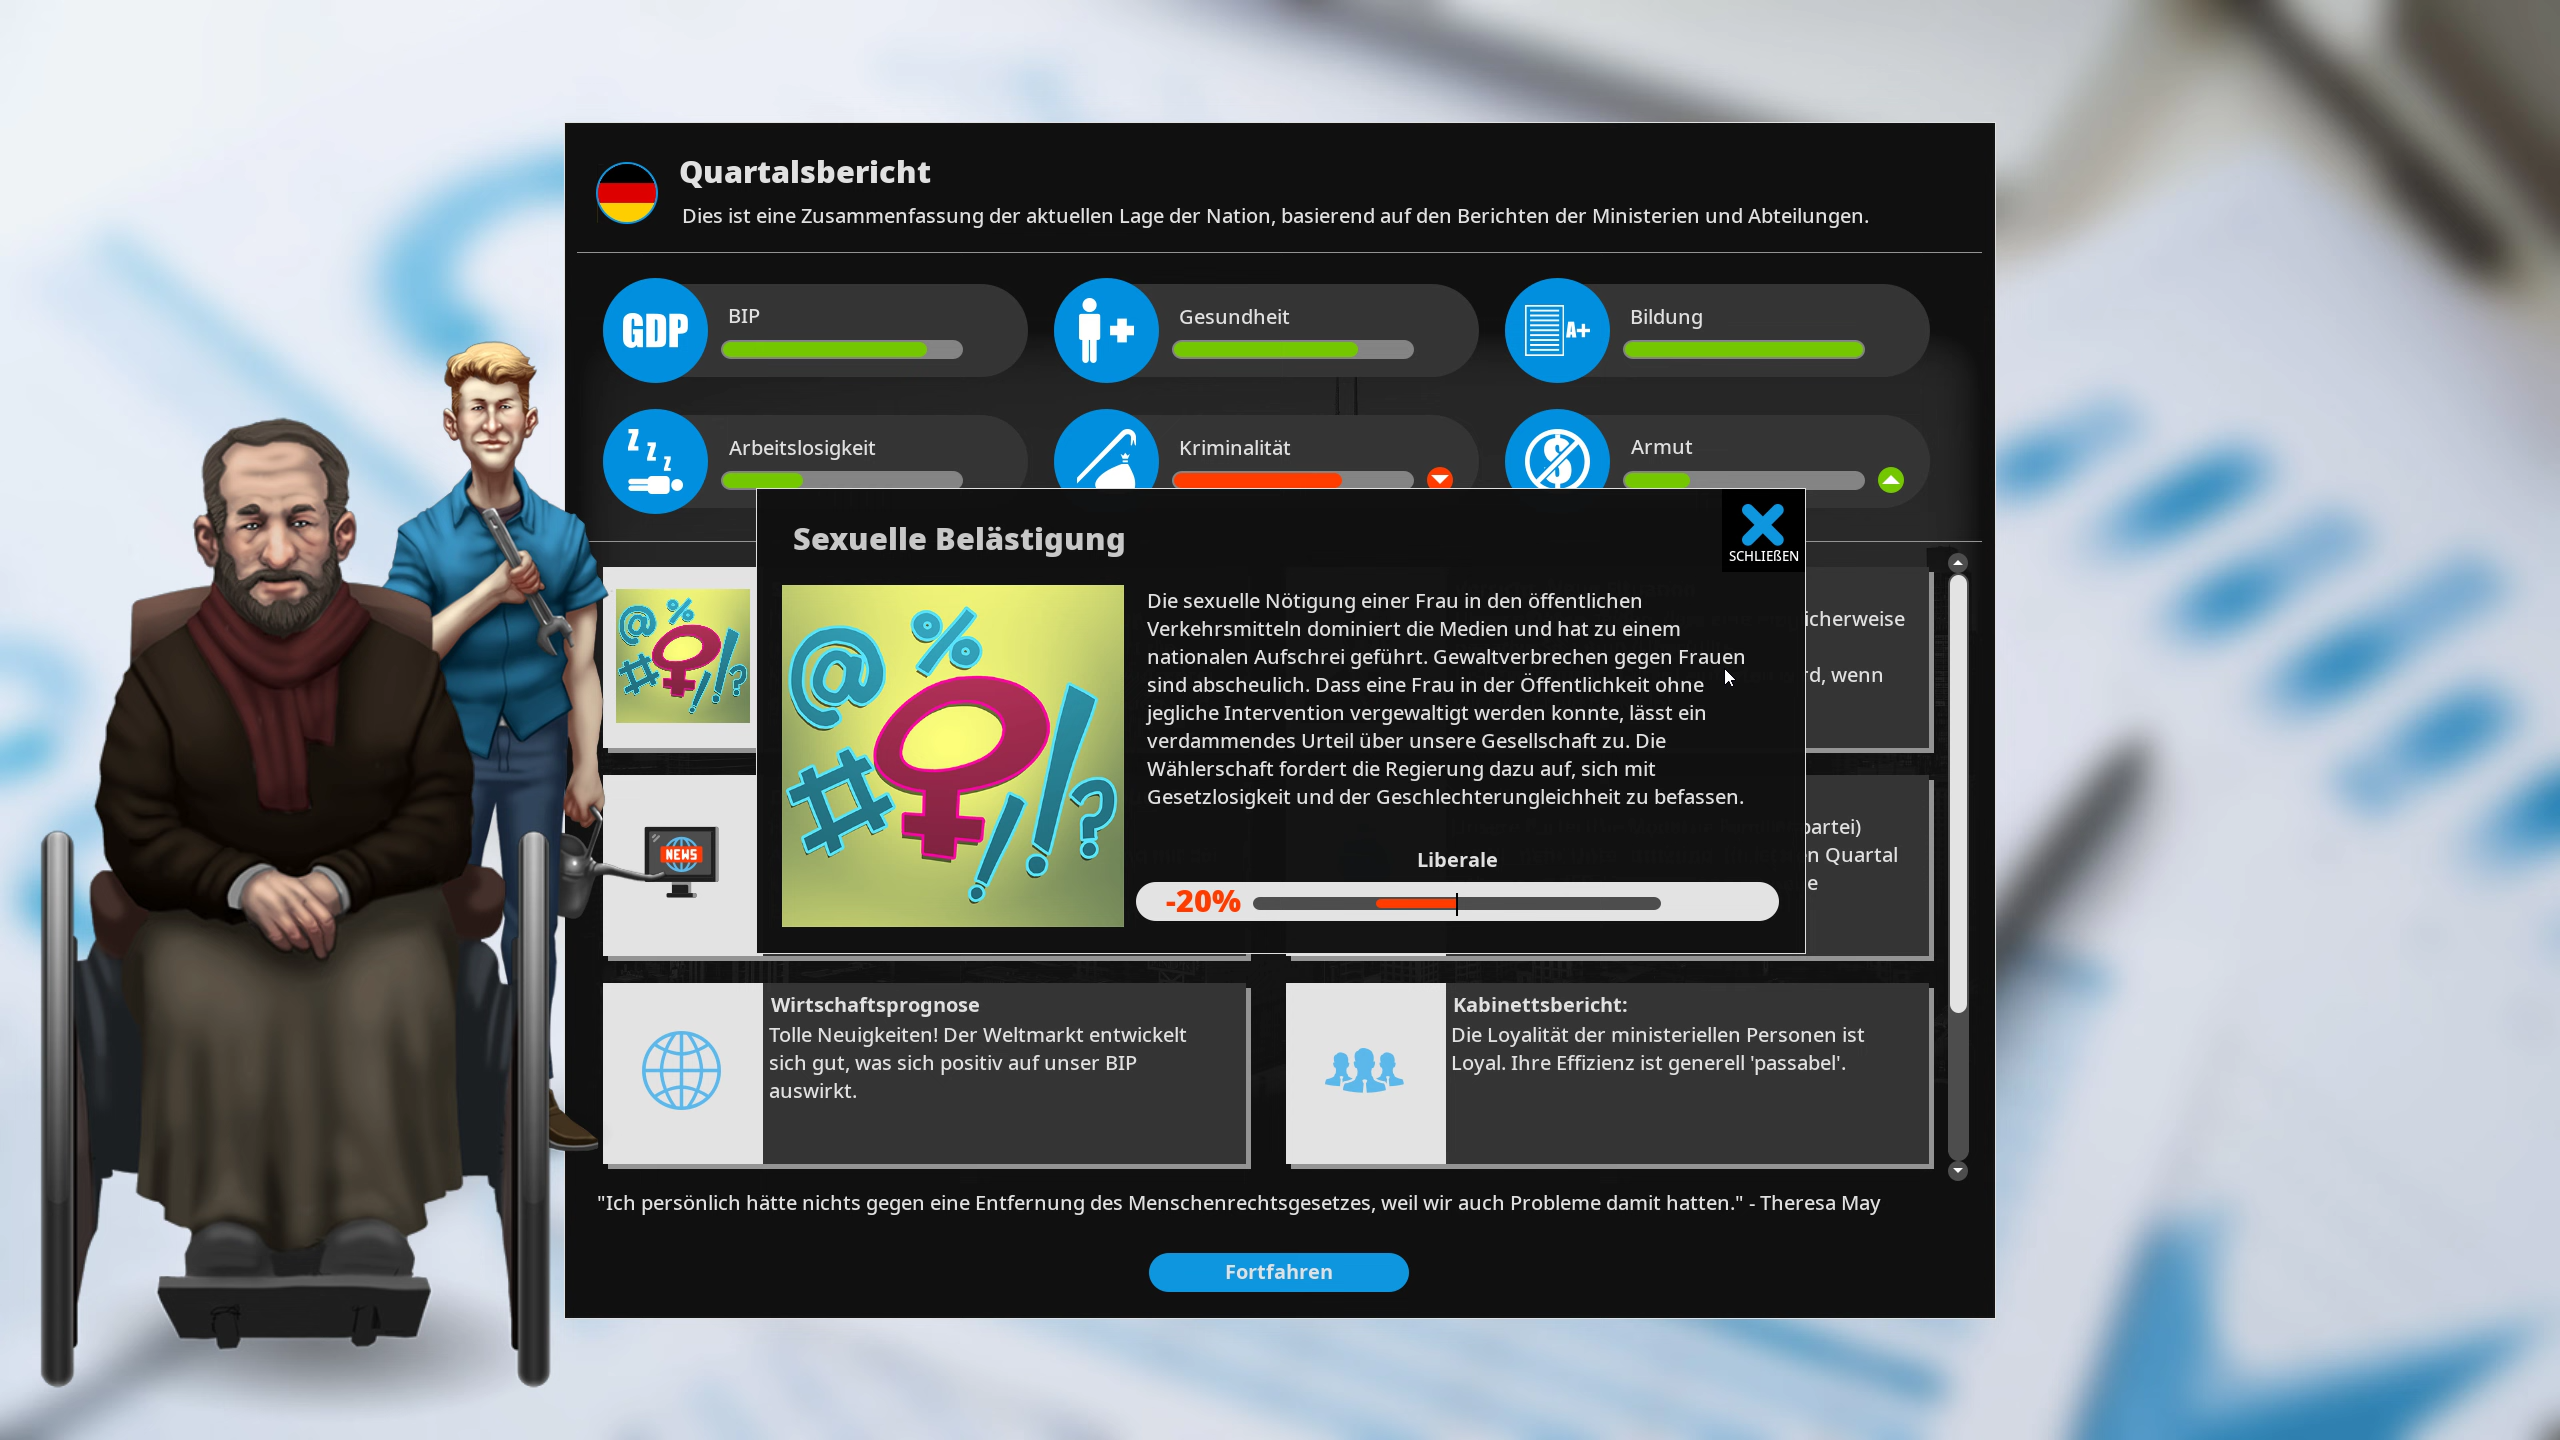 Quartalsbericht
Dies ist eine Zusammenfassung der aktuellen Lage der Nation, basierend auf den Berichten der Ministerien und Abteilungen.
GDP
BIP
Gesundheit
A+
Bildung
Z Z Z
Arbeitslosigkeit
Kriminalität
$
Armut
Sexuelle Belästigung
SCHLIEßEN
@%#!/!?
@%#!/!?
Die sexuelle Nötigung einer Frau in den öffentlichen
Verkehrsmitteln dominiert die Medien und hat zu einem
nationalen Aufschrei geführt. Gewaltverbrechen gegen Frauen
sind abscheulich. Dass eine Frau in der Öffentlichkeit ohne
jegliche Intervention vergewaltigt werden konnte, lässt ein
verdammendes Urteil über unsere Gesellschaft zu. Die
Wählerschaft fordert die Regierung dazu auf, sich mit
Gesetzlosigkeit und der Geschlechterungleichheit zu befassen.
Liberale
-20%
wenn
Quartal
NEWS
Wirtschaftsprognose
Tolle Neuigkeiten! Der Weltmarkt entwickelt
sich gut, was sich positiv auf unser BIP
auswirkt.
Kabinettsbericht:
Die Loyalität der ministeriellen Personen ist
Loyal. Ihre Effizienz ist generell 'passabel'.
"Ich persönlich hätte nichts gegen eine Entfernung des Menschenrechtsgesetzes, weil wir auch Probleme damit hatten." - Theresa May
Fortfahren